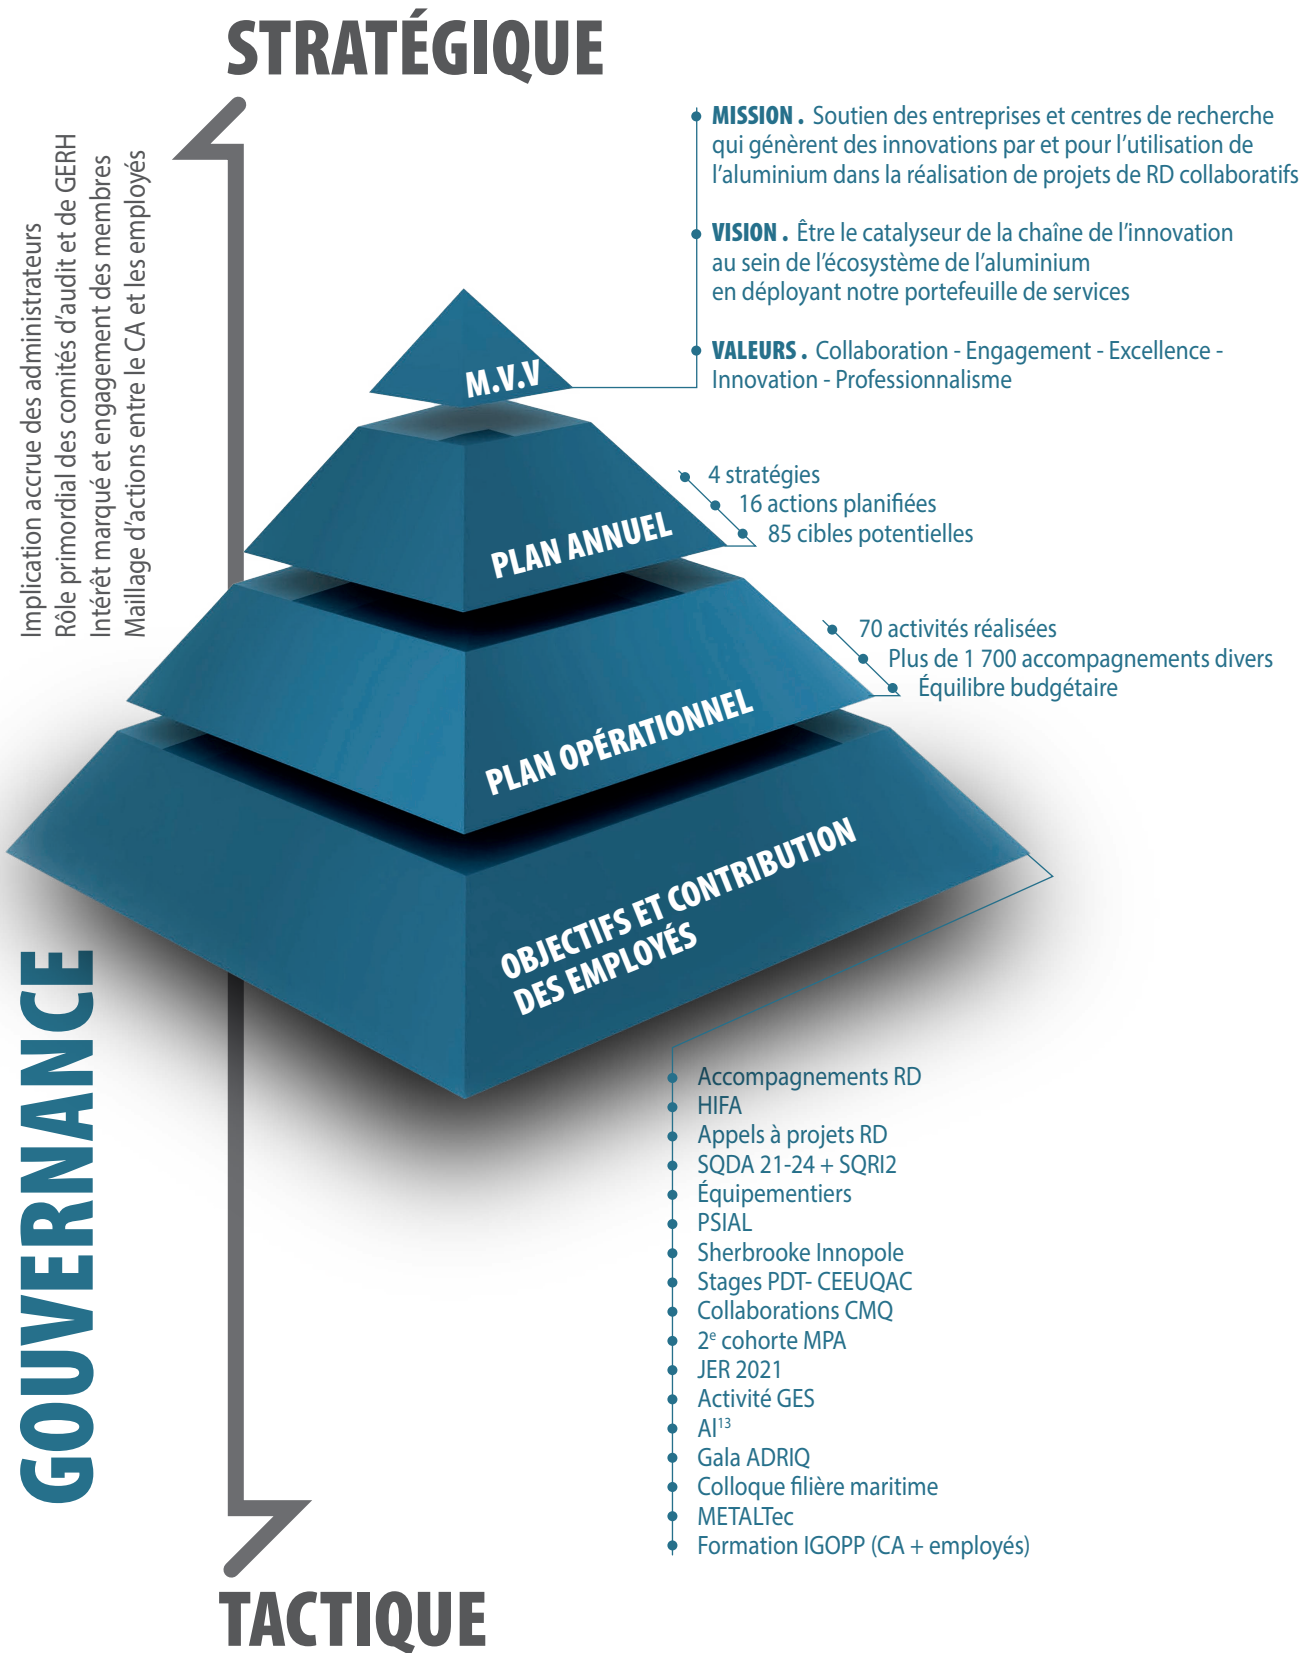 STRATÉGIQUE
Implication accrue des administrateurs
Rôle primordial des comités d'audit et de GERH
Intérêt marqué et engagement des membres
Maillage d'actions entre le CA et les employés
MISSION . Soutien des entreprises et centres de recherche
qui génèrent des innovations par et pour l'utilisation de
l'aluminium dans la réalisation de projets de RD collaboratifs
VISION . Être le catalyseur de la chaîne de l'innovation
au sein de l'écosystème de l'aluminium
en déployant notre portefeuille de services
VALEURS . Collaboration - Engagement - Excellence -
Innovation - Professionnalisme
M.V.V
PLAN ANNUEL
4 stratégies
16 actions planifiées
85 cibles potentielles
PLAN OPÉRATIONNEL
70 activités réalisées
Plus de 1 700 accompagnements divers
Équilibre budgétaire
OBJECTIFS ET CONTRIBUTION
DES EMPLOYÉS
Accompagnements RD
HIFA
Appels à projets RD
SQDA 21-24 + SQRI2
Équipementiers
PSIAL
Sherbrooke Innopole
Stages PDT- CEEUQAC
Collaborations CMQ
2e cohorte MPA
JER 2021
Activité GES
Al13
Gala ADRIQ
Colloque filière maritime
METALTec
Formation IGOPP (CA + employés)
GOUVERNANCE
TACTIQUE